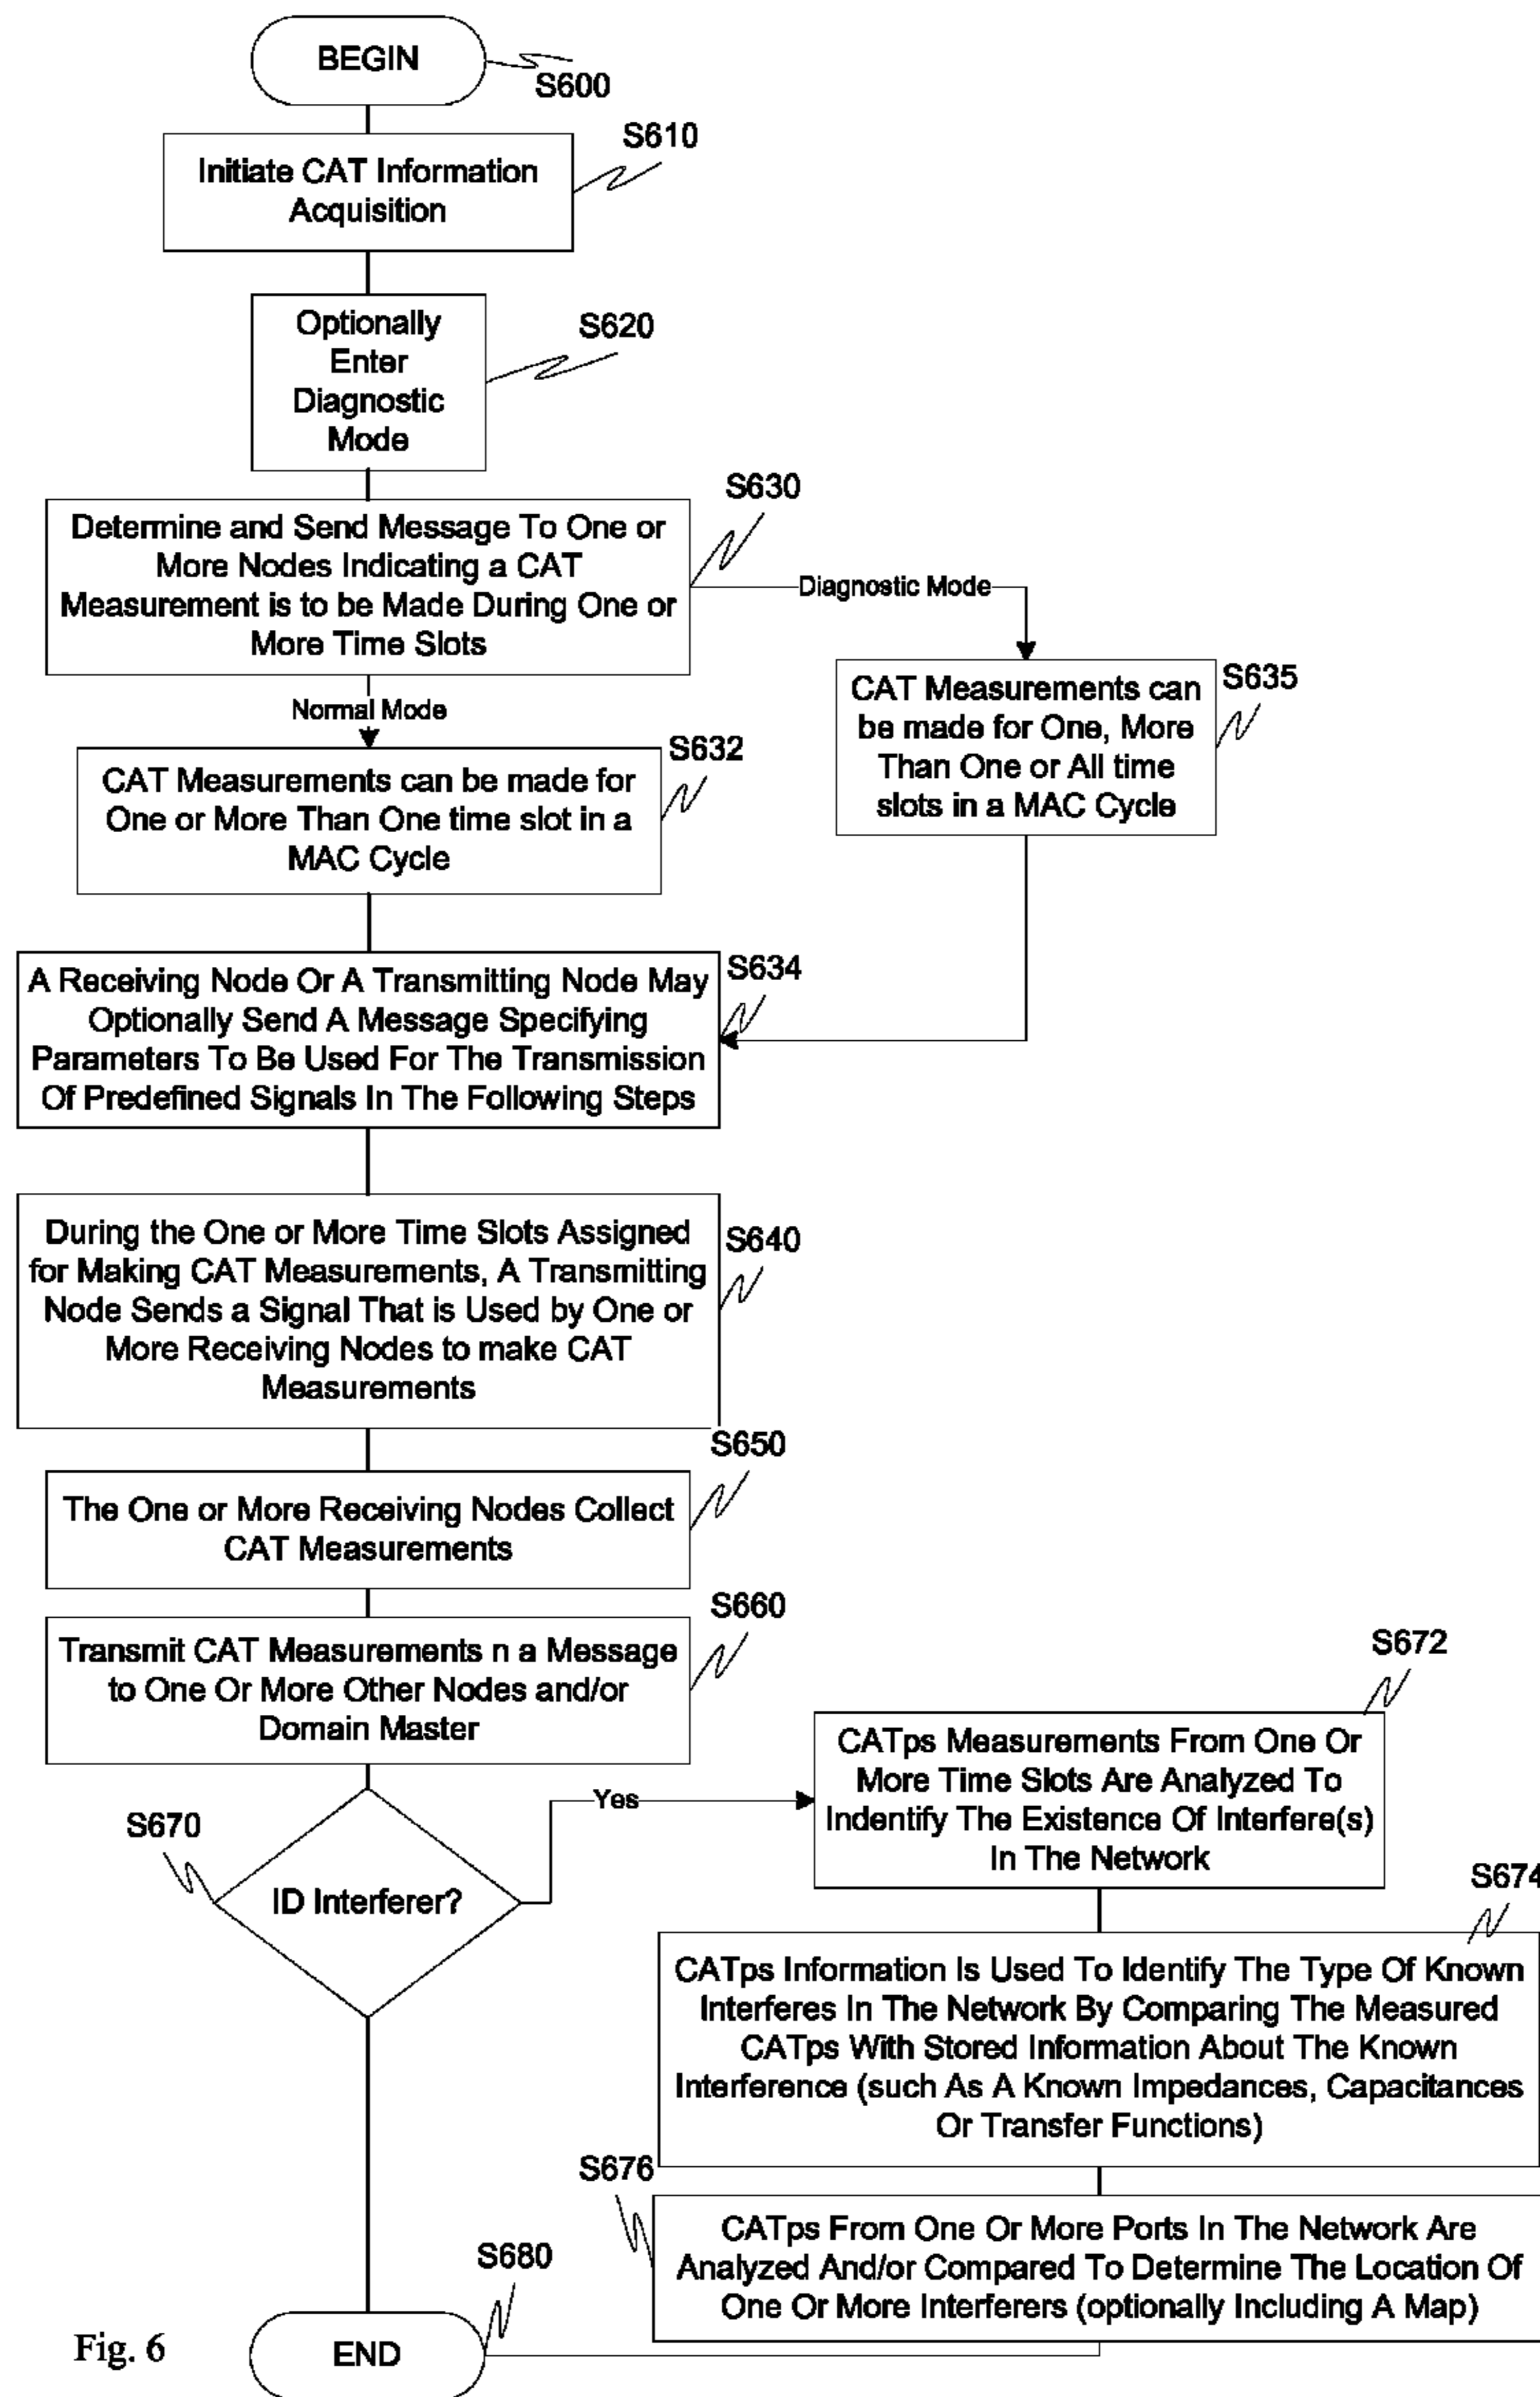 BEGIN
S600
S610
Initiate CAT Information
Acquisition
Optionally
Enter
Diagnostic
Mode
S620
S630
Determine and Send Message To One or
More Nodes Indicating a CAT
Measurement is to be Made During One or
More Time Slots
Diagnostic Mode
Normal Mode
S635
CAT Measurements can
be made for One, More
Than One or All time
slots in a MAC Cycle
S632
CAT Measurements can be made for
One or More Than One time slot in a
MAC Cycle
S634
A Receiving Node Or A Transmitting Node May
Optionally Send A Message Specifying
Parameters To Be Used For The Transmission
Of Predefined Signals In The Following Steps
S640
During the One or More Time Slots Assigned
for Making CAT Measurements, A Transmitting
Node Sends a Signal That is Used by One or
More Receiving Nodes to make CAT
Measurements
S650
The One or More Receiving Nodes Collect
CAT Measurements
S660
Transmit CAT Measurements n a Message
to One Or More Other Nodes and/or
Domain Master
S670
ID Interferer?
Yes
S672
CATps Measurements From One Or
More Time Slots Are Analyzed To
Indentify The Existence Of Interfere(s)
In The Network
S674
CATps Information Is Used To Identify The Type Of Known
Interferes In The Network By Comparing The Measured
CATps With Stored Information About The Known
Interference (such As A Known Impedances, Capacitances
Or Transfer Functions)
S676
CATps From One Or More Ports In The Network Are
Analyzed And/or Compared To Determine The Location Of
One Or More Interferers (optionally Including A Map)
S680
END
Fig. 6